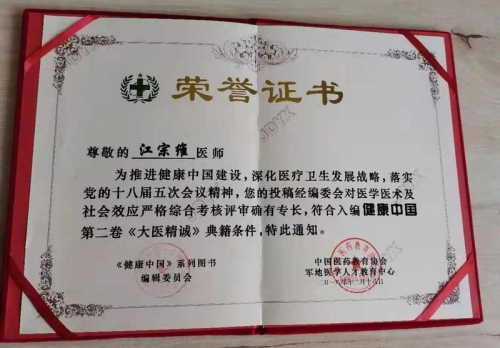 荣誉证书
尊敬的 江宗维 医师
为推进健康中国建设，深化医疗卫生发展战略，落实
党的十八届五次会议精神，您的投稿经编委会对医学医术及
社会效应严格综合考核评审确有专长，符合入编健康中国
第二卷《大医精诚》典籍条件，特此通知。
《健康中国》系列图书
编辑委员会
中国医药教育协会
军地医学人才教育中心